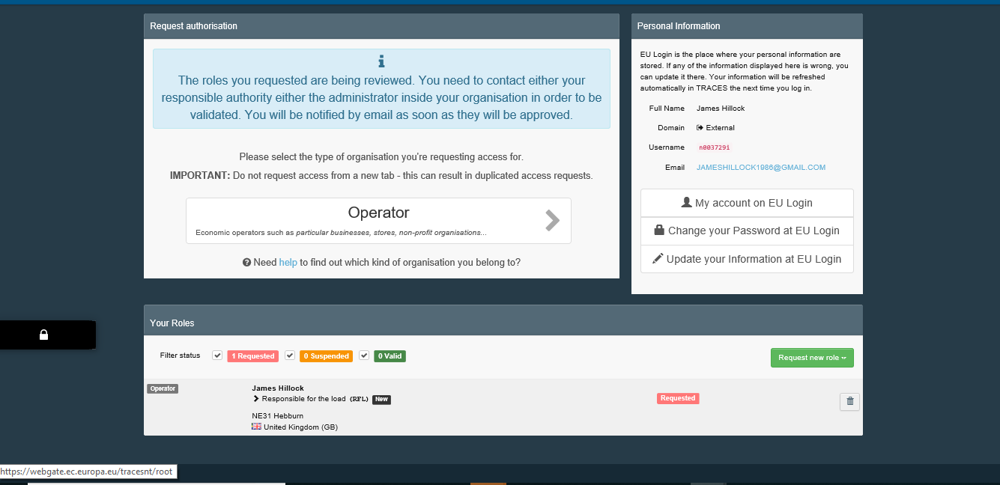 Request authorisation
The roles you requested are being reviewed. You need to contact either your
responsible authority either the administrator inside your organisation in order to be
validated. You will be notified by email as soon as they will be approved.
Please select the type of organisation you're requesting access for.
IMPORTANT: Do not request access from a new tab - this can result in duplicated access requests.
Operator
Economic operators such as particular businesses, stores, non-profit organisations...
Need help to find out which kind of organisation you belong to?
Personal Information
EU Login is the place where your personal information are
stored. If any of the information displayed here is wrong, you
can update it there. Your information will be refreshed
automatically in TRACES the next time you log in.
Full Name James Hillock
Domain External
Username n0037291
Email JAMESHILLOCK1986@GMAIL.COM
My account on EU Login
Change your Password at EU Login
Update your Information at EU Login
Your Roles
Filter status 1 Requested 0 Suspended 0 Valid Request new role
Operator James Hillock
Responsible for the load (RFL) New Requested
NE31 Hebburn
United Kingdom (GB)
https://webgate.ec.europa.eu/tracesnt/root